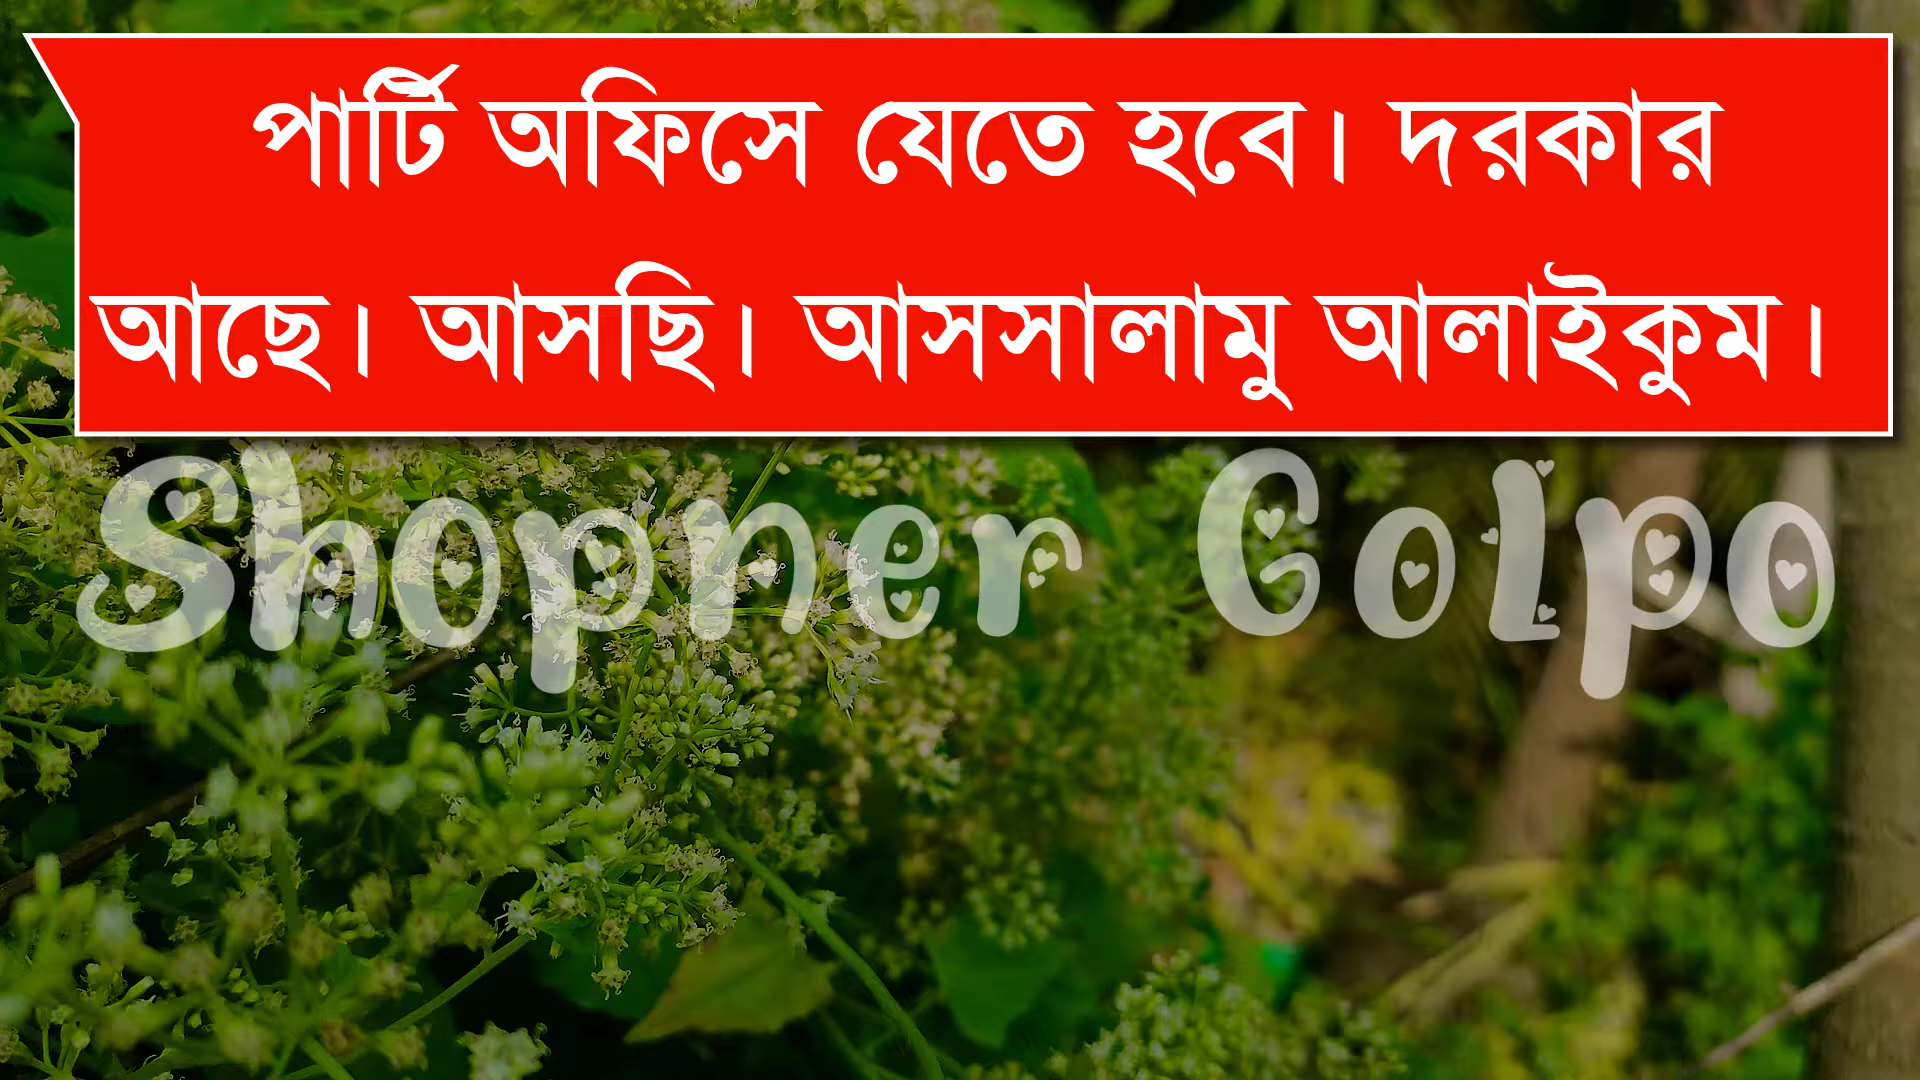 পার্টি অফিসে যেতে হবে। দরকার
আছে। আসছি। আসসালামু আলাইকুম।
Shopner Golpo